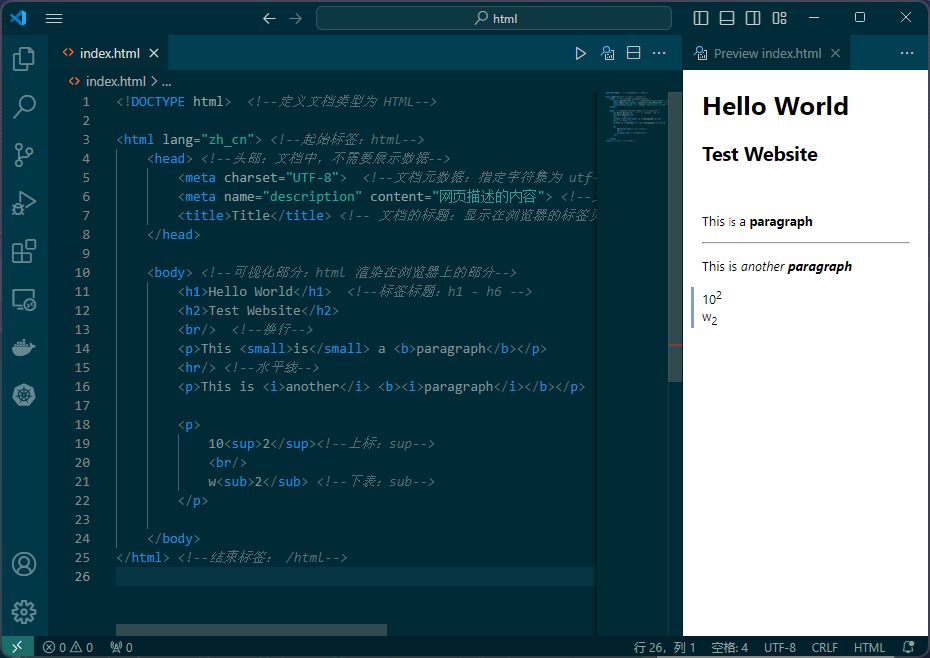 html
index.html
Preview index.html
index.html > ...
1 <!DOCTYPE html> <!--定义文档类型为 HTML-->
2
3 <html lang="zh_cn"> <!--起始标签：html-->
4 <head> <!--头部：文档中，不需要展示数据-->
5 <meta charset="UTF-8"> <!--文档元数据：指定字符集为 utf-
6 <meta name="description" content="网页描述的内容"> <!--
7 <title>Title</title> <!-- 文档的标题：显示在浏览器的标签
8 </head>
9
10 <body> <!--可视化部分：html 渲染在浏览器上的部分-->
11 <h1>Hello World</h1> <!--标签标题：h1 - h6 -->
12 <h2>Test Website</h2>
13 <br/> <!--换行-->
14 <p>This <small>is</small> a <b>paragraph</b></p>
15 <hr/> <!--水平线-->
16 <p>This is <i>another</i> <b><i>paragraph</i></b></p>
17
18 <p>
19 10<sup>2</sup><!--上标：sup-->
20 <br/>
21 w<sub>2</sub> <!--下表：sub-->
22 </p>
23
24 </body>
25 </html> <!--结束标签： /html-->
26
Hello World
Test Website
This is a paragraph
This is another paragraph
10²
w₂
0 0 0 行 26，列 1 空格: 4 UTF-8 CRLF HTML